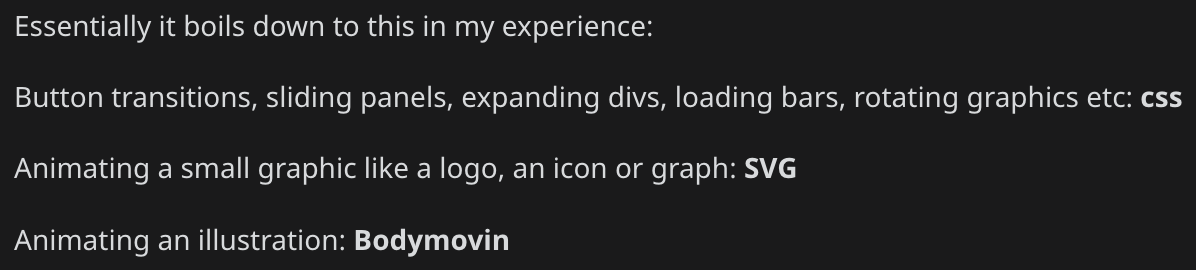 Essentially it boils down to this in my experience:
Button transitions, sliding panels, expanding divs, loading bars, rotating graphics etc: css
Animating a small graphic like a logo, an icon or graph: SVG
Animating an illustration: Bodymovin